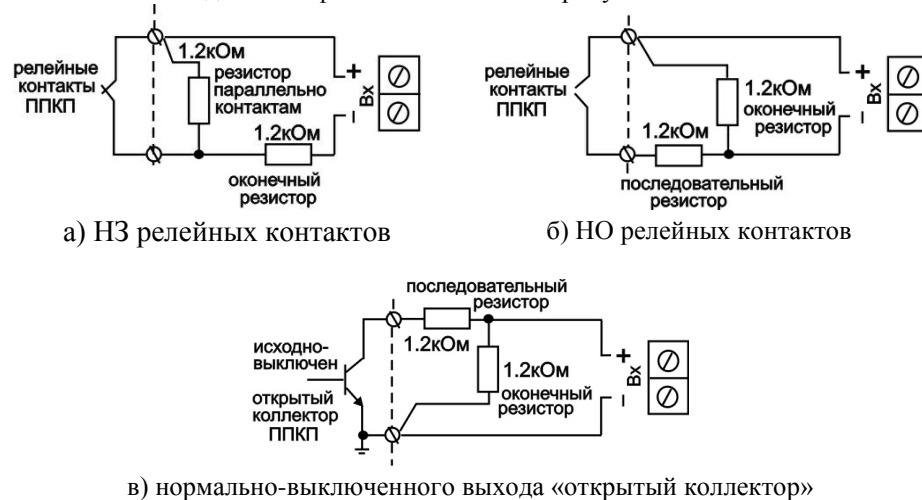 1.2кОм
релейные
контакты
ППКП
резистор
параллельно
контактам
1.2кОм
оконечный
резистор
+
–
Вх
а) НЗ релейных контактов
релейные
контакты
ППКП
1.2кОм
оконечный
резистор
1.2кОм
последовательный
резистор
+
–
Вх
б) НО релейных контактов
последовательный
резистор
1.2кОм
исходно-
выключен
открытый
коллектор
ППКП
1.2кОм
оконечный
резистор
+
–
Вх
в) нормально-выключенного выхода «открытый коллектор»